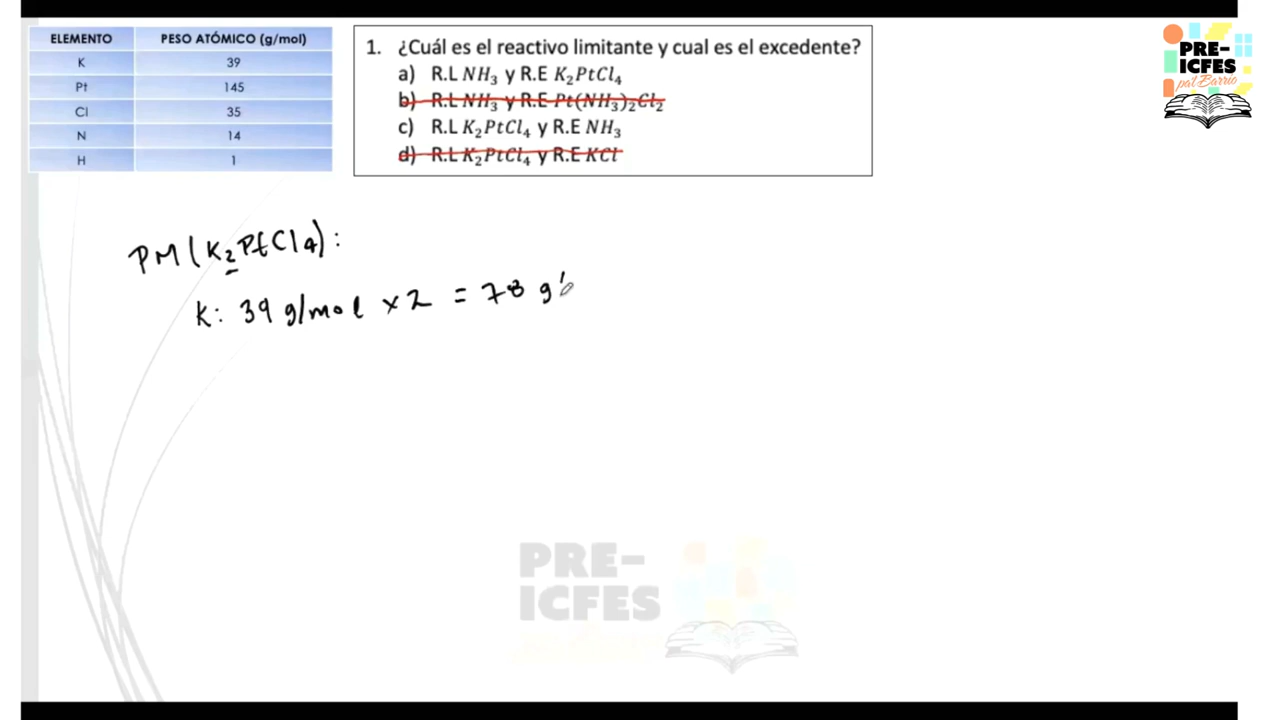 ELEMENTO PESO ATÓMICO (g/mol)
K 39
Pt 145
Cl 35
N 14
H 1
1. ¿Cuál es el reactivo limitante y cual es el excedente?
a) R.L NH₃ y R.E K₂PtCl₄
b) R.L NH₃ y R.E Pt(NH₃)₂Cl₂
c) R.L K₂PtCl₄ y R.E NH₃
d) R.L K₂PtCl₄ y R.E KCl
PRE-
ICFES
pal Barrio
PM(K₂PtCl₄):
K: 39 g/mol x 2 = 78 g
PRE-
ICFES